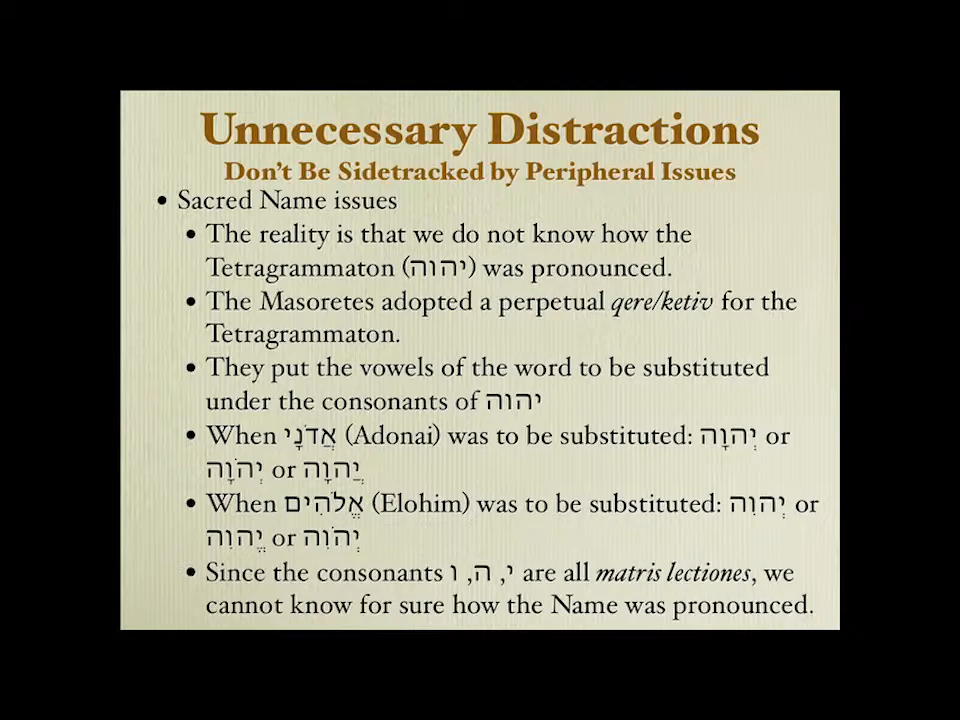 Unnecessary Distractions
Don't Be Sidetracked by Peripheral Issues
• Sacred Name issues
• The reality is that we do not know how the
Tetragrammaton (יהוה) was pronounced.
• The Masoretes adopted a perpetual qere/ketiv for the
Tetragrammaton.
• They put the vowels of the word to be substituted
under the consonants of יהוה
• When אֲדֹנָי (Adonai) was to be substituted: יְהוָה or
יְהֹוָה or יֲהוָה
• When אֱלֹהִים (Elohim) was to be substituted: יְהוִה or
יֱהוִה or יְהֹוִה
• Since the consonants י, ה, ו are all matris lectiones, we
cannot know for sure how the Name was pronounced.